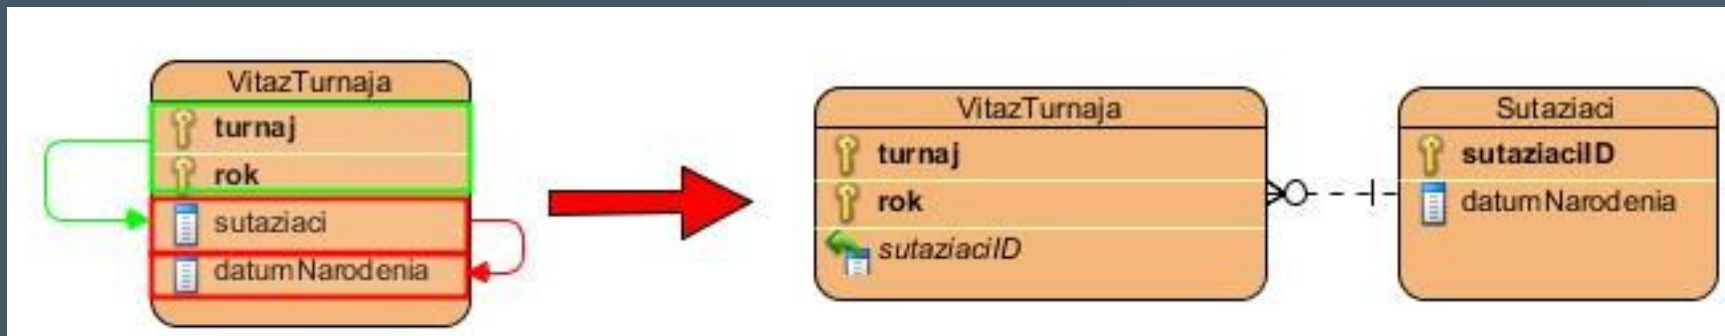 VitazTurnaja
turnaj
rok
sutaziaci
datumNarodenia
VitazTurnaja
turnaj
rok
sutaziaciID
Sutaziaci
sutaziaciID
datumNarodenia